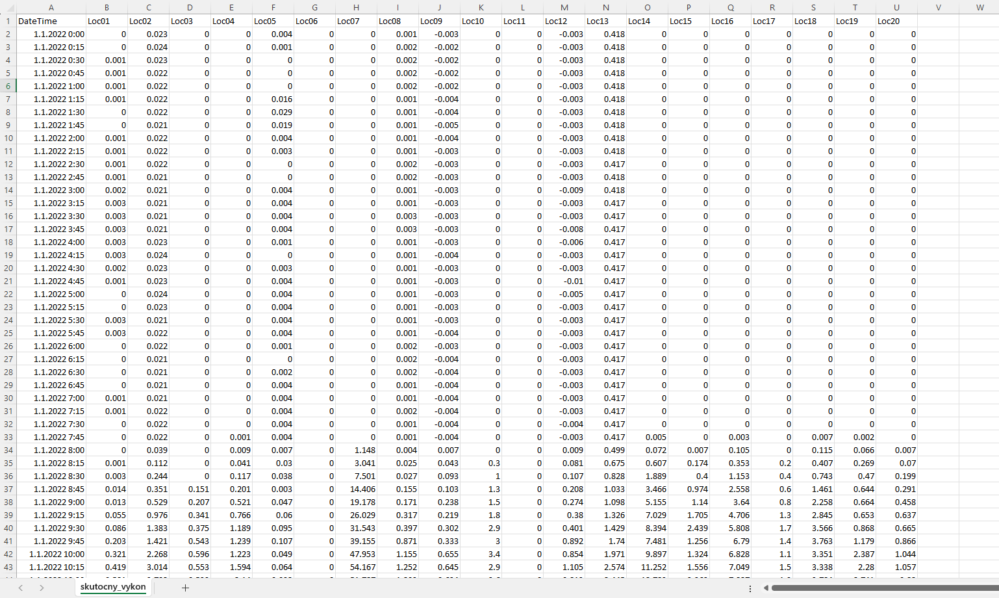 A B C D E F G H I J K L M N O P Q R S T U V W
1 DateTime Loc01 Loc02 Loc03 Loc04 Loc05 Loc06 Loc07 Loc08 Loc09 Loc10 Loc11 Loc12 Loc13 Loc14 Loc15 Loc16 Loc17 Loc18 Loc19 Loc20
2 1.1.2022 0:00 0 0.023 0 0 0.004 0 0 0.001 -0.003 0 0 -0.003 0.418 0 0 0 0 0 0 0
3 1.1.2022 0:15 0 0.024 0 0 0.001 0 0 0.002 -0.002 0 0 -0.003 0.418 0 0 0 0 0 0 0
4 1.1.2022 0:30 0.001 0.023 0 0 0 0 0 0.002 -0.002 0 0 -0.003 0.418 0 0 0 0 0 0 0
5 1.1.2022 0:45 0.001 0.022 0 0 0 0 0 0.002 -0.002 0 0 -0.003 0.418 0 0 0 0 0 0 0
6 1.1.2022 1:00 0.001 0.022 0 0 0 0 0 0.002 -0.002 0 0 -0.003 0.418 0 0 0 0 0 0 0
7 1.1.2022 1:15 0.001 0.022 0 0 0.016 0 0 0.001 -0.004 0 0 -0.003 0.418 0 0 0 0 0 0 0
8 1.1.2022 1:30 0 0.022 0 0 0.029 0 0 0.001 -0.004 0 0 -0.003 0.418 0 0 0 0 0 0 0
9 1.1.2022 1:45 0 0.021 0 0 0.019 0 0 0.001 -0.005 0 0 -0.003 0.418 0 0 0 0 0 0 0
10 1.1.2022 2:00 0.001 0.022 0 0 0.004 0 0 0.001 -0.004 0 0 -0.003 0.418 0 0 0 0 0 0 0
11 1.1.2022 2:15 0.001 0.022 0 0 0.003 0 0 0.001 -0.003 0 0 -0.003 0.418 0 0 0 0 0 0 0
12 1.1.2022 2:30 0.001 0.022 0 0 0 0 0 0.002 -0.003 0 0 -0.003 0.417 0 0 0 0 0 0 0
13 1.1.2022 2:45 0.001 0.021 0 0 0 0 0 0.002 -0.003 0 0 -0.003 0.418 0 0 0 0 0 0 0
14 1.1.2022 3:00 0.002 0.021 0 0 0.004 0 0 0.001 -0.003 0 0 -0.009 0.418 0 0 0 0 0 0 0
15 1.1.2022 3:15 0.003 0.021 0 0 0.004 0 0 0.001 -0.003 0 0 -0.003 0.417 0 0 0 0 0 0 0
16 1.1.2022 3:30 0.003 0.021 0 0 0.004 0 0 0.003 -0.003 0 0 -0.003 0.417 0 0 0 0 0 0 0
17 1.1.2022 3:45 0.003 0.021 0 0 0.004 0 0 0.003 -0.003 0 0 -0.008 0.417 0 0 0 0 0 0 0
18 1.1.2022 4:00 0.003 0.023 0 0 0.001 0 0 0.001 -0.003 0 0 -0.006 0.417 0 0 0 0 0 0 0
19 1.1.2022 4:15 0.003 0.024 0 0 0 0 0 0.001 -0.004 0 0 -0.003 0.417 0 0 0 0 0 0 0
20 1.1.2022 4:30 0.002 0.023 0 0 0.003 0 0 0.001 -0.003 0 0 -0.003 0.417 0 0 0 0 0 0 0
21 1.1.2022 4:45 0.001 0.023 0 0 0.004 0 0 0.001 -0.003 0 0 -0.01 0.417 0 0 0 0 0 0 0
22 1.1.2022 5:00 0 0.024 0 0 0.004 0 0 0.001 -0.003 0 0 -0.005 0.417 0 0 0 0 0 0 0
23 1.1.2022 5:15 0 0.023 0 0 0.004 0 0 0.001 -0.003 0 0 -0.003 0.417 0 0 0 0 0 0 0
24 1.1.2022 5:30 0.003 0.021 0 0 0.004 0 0 0.001 -0.003 0 0 -0.003 0.417 0 0 0 0 0 0 0
25 1.1.2022 5:45 0.003 0.022 0 0 0.004 0 0 0.001 -0.004 0 0 -0.003 0.417 0 0 0 0 0 0 0
26 1.1.2022 6:00 0 0.022 0 0 0.001 0 0 0.002 -0.003 0 0 -0.003 0.417 0 0 0 0 0 0 0
27 1.1.2022 6:15 0 0.021 0 0 0 0 0 0.002 -0.004 0 0 -0.003 0.417 0 0 0 0 0 0 0
28 1.1.2022 6:30 0 0.021 0 0 0.002 0 0 0.002 -0.004 0 0 -0.003 0.417 0 0 0 0 0 0 0
29 1.1.2022 6:45 0 0.021 0 0 0.004 0 0 0.001 -0.004 0 0 -0.003 0.417 0 0 0 0 0 0 0
30 1.1.2022 7:00 0.001 0.021 0 0 0.004 0 0 0.001 -0.004 0 0 -0.003 0.417 0 0 0 0 0 0 0
31 1.1.2022 7:15 0.001 0.022 0 0 0.004 0 0 0.002 -0.004 0 0 -0.003 0.417 0 0 0 0 0 0 0
32 1.1.2022 7:30 0 0.022 0 0 0.004 0 0 0.001 -0.004 0 0 -0.004 0.417 0 0 0 0 0 0 0
33 1.1.2022 7:45 0 0.022 0 0.001 0.004 0 0 0.001 -0.004 0 0 -0.003 0.417 0.005 0 0.003 0 0.007 0.002 0
34 1.1.2022 8:00 0 0.039 0 0.009 0.007 0 1.148 0.004 0.007 0 0 0.009 0.499 0.072 0.007 0.105 0 0.115 0.066 0.007
35 1.1.2022 8:15 0.001 0.112 0 0.041 0.03 0 3.041 0.025 0.043 0.3 0 0.081 0.675 0.607 0.174 0.353 0.2 0.407 0.269 0.07
36 1.1.2022 8:30 0.003 0.244 0 0.117 0.038 0 7.501 0.027 0.093 1 0 0.107 0.828 1.889 0.4 1.153 0.4 0.743 0.47 0.199
37 1.1.2022 8:45 0.014 0.351 0.151 0.201 0.003 0 14.406 0.155 0.103 1.3 0 0.208 1.033 3.466 0.974 2.558 0.6 1.461 0.644 0.291
38 1.1.2022 9:00 0.013 0.529 0.207 0.521 0.047 0 19.178 0.171 0.238 1.5 0 0.274 1.098 5.155 1.14 3.64 0.8 2.258 0.664 0.458
39 1.1.2022 9:15 0.055 0.976 0.341 0.766 0.06 0 26.029 0.317 0.219 1.8 0 0.38 1.326 7.029 1.705 4.706 1.3 2.845 0.653 0.637
40 1.1.2022 9:30 0.086 1.383 0.375 1.189 0.095 0 31.543 0.397 0.302 2.9 0 0.401 1.429 8.394 2.439 5.808 1.7 3.566 0.868 0.665
41 1.1.2022 9:45 0.203 1.421 0.543 1.239 0.107 0 39.155 0.871 0.333 3 0 0.892 1.74 7.481 1.256 6.79 1.4 3.763 1.179 0.866
42 1.1.2022 10:00 0.321 2.268 0.596 1.223 0.049 0 47.953 1.155 0.655 3.4 0 0.854 1.971 9.897 1.324 6.828 1.1 3.351 2.387 1.044
43 1.1.2022 10:15 0.419 3.014 0.553 1.594 0.064 0 54.167 1.252 0.645 2.9 0 1.105 2.574 11.252 1.556 7.049 1.5 3.338 2.28 1.057
skutocny_vykon